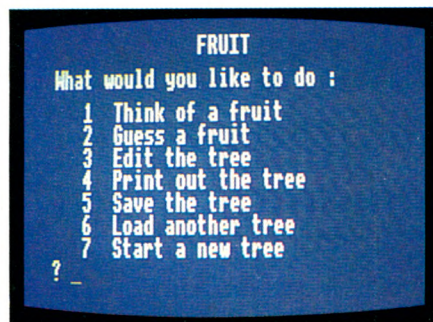 FRUIT
What would you like to do :
1 Think of a fruit
2 Guess a fruit
3 Edit the tree
4 Print out the tree
5 Save the tree
6 Load another tree
7 Start a new tree
? _